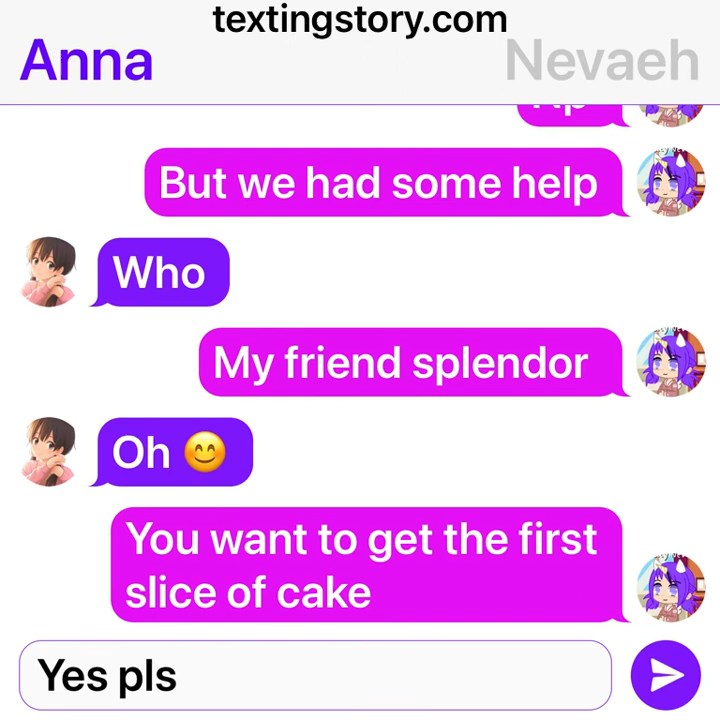 textingstory.com
Anna
Nevaeh
Np
But we had some help
Who
My friend splendor
Oh 😊
You want to get the first
slice of cake
Yes pls